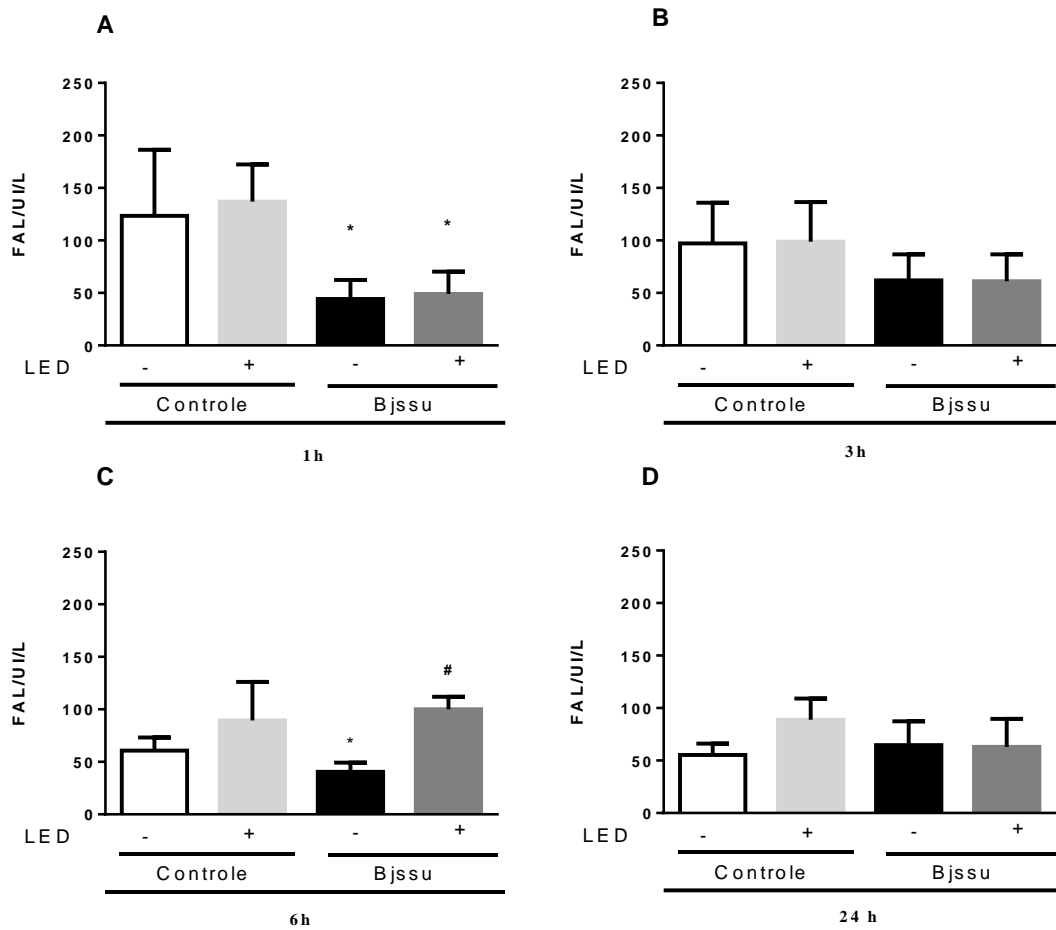 A
FAL/UI/L
250
200
150
100
50
0
* *
LED - + - +
Controle Bjssu
1h
B
FAL/UI/L
250
200
150
100
50
0
LED - + - +
Controle Bjssu
3h
C
FAL/UI/L
250
200
150
100
50
0
* #
LED - + - +
Controle Bjssu
6h
D
FAL/UI/L
250
200
150
100
50
0
LED - + - +
Controle Bjssu
24 h